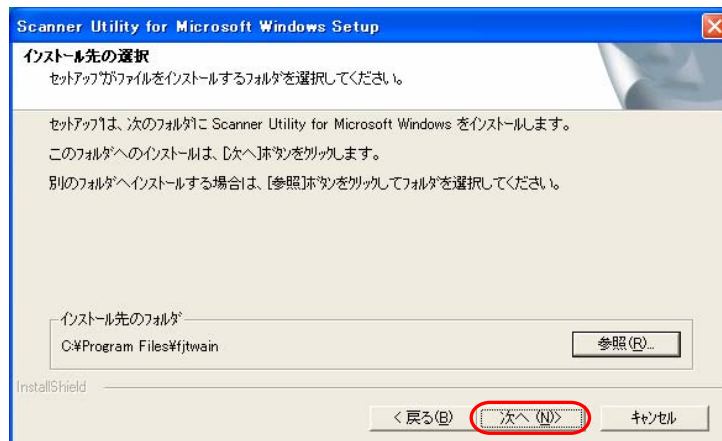 Scanner Utility for Microsoft Windows Setup
インストール先の選択
セットアップがファイルをインストールするフォルダを選択してください。
セットアップは、次のフォルダに Scanner Utility for Microsoft Windows をインストールします。
このフォルダへのインストールは、[次へ]ボタンをクリックします。
別のフォルダへインストールする場合は、[参照]ボタンをクリックしてフォルダを選択してください。
インストール先のフォルダ
C:¥Program Files¥fjtwain
参照(R)...
InstallShield
< 戻る(B)
次へ (N)>
キャンセル